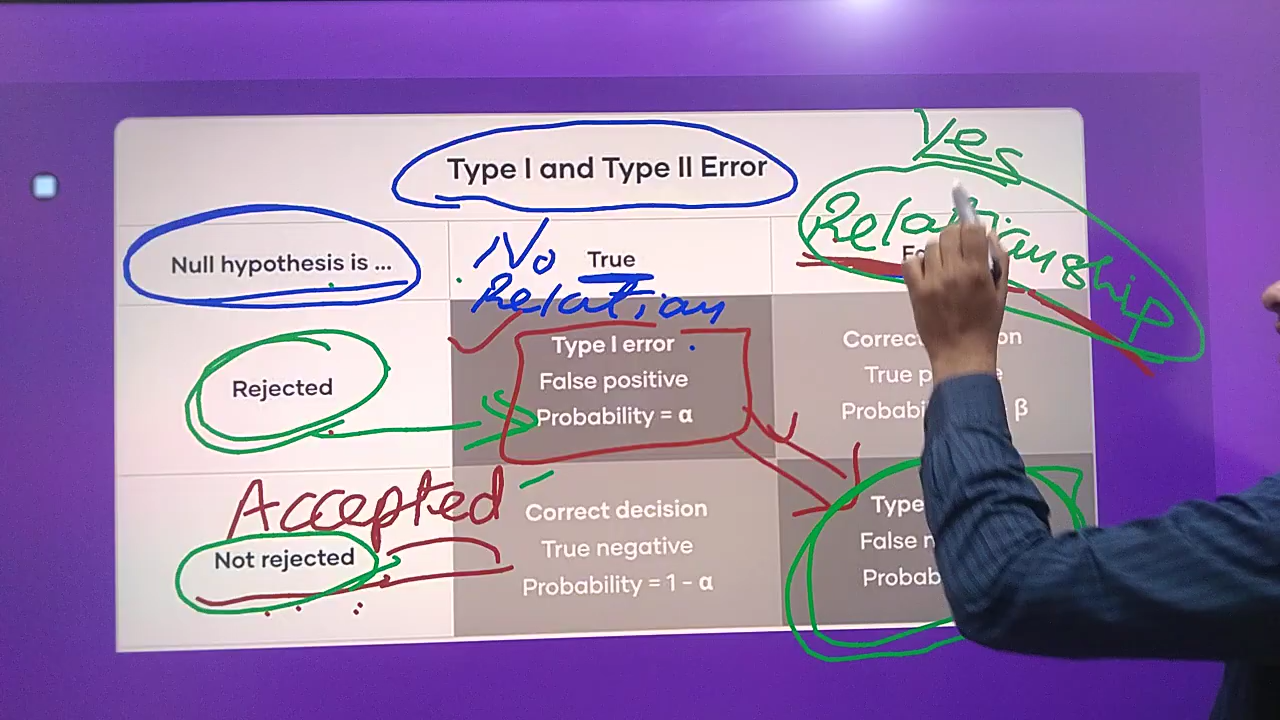 Yes
Type I and Type II Error
Relationship
No
Null hypothesis is ...
True
Relation
Rejected
Type I error
False positive
Probability = α
β
Accepted
Not rejected
Correct decision
True negative
Probability = 1 - α
Type